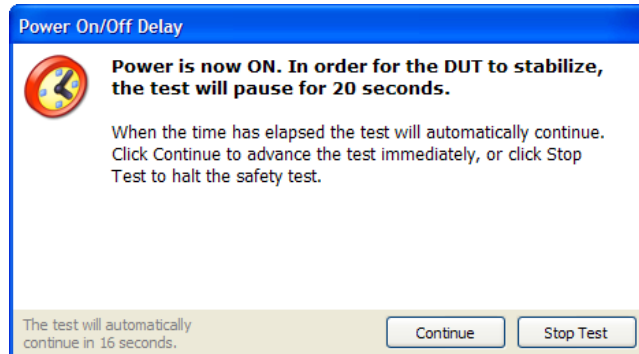 Power On/Off Delay
Power is now ON. In order for the DUT to stabilize,
the test will pause for 20 seconds.
When the time has elapsed the test will automatically continue.
Click Continue to advance the test immediately, or click Stop
Test to halt the safety test.
The test will automatically
continue in 16 seconds.
Continue
Stop Test